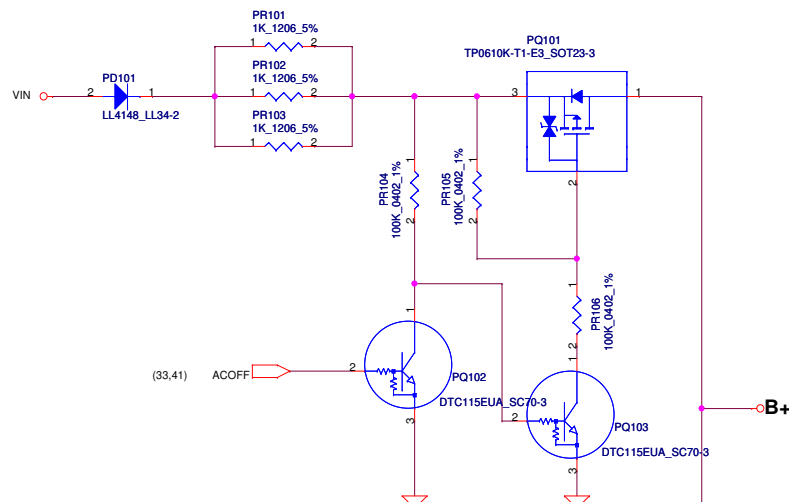 PR101
1K_1206_5%
1 2
PR102
1K_1206_5%
1 2
PR103
1K_1206_5%
1 2
VIN
2 PD101 1
LL4148_LL34-2
PQ101
TP0610K-T1-E3_SOT23-3
3 1
2
1
PR104
100K_0402_1%
2
1
PR105
100K_0402_1%
2
1
PR106
100K_0402_1%
2
(33,41) ACOFF
1
2
3
PQ102
DTC115EUA_SC70-3
1
2
3
PQ103
DTC115EUA_SC70-3
B+